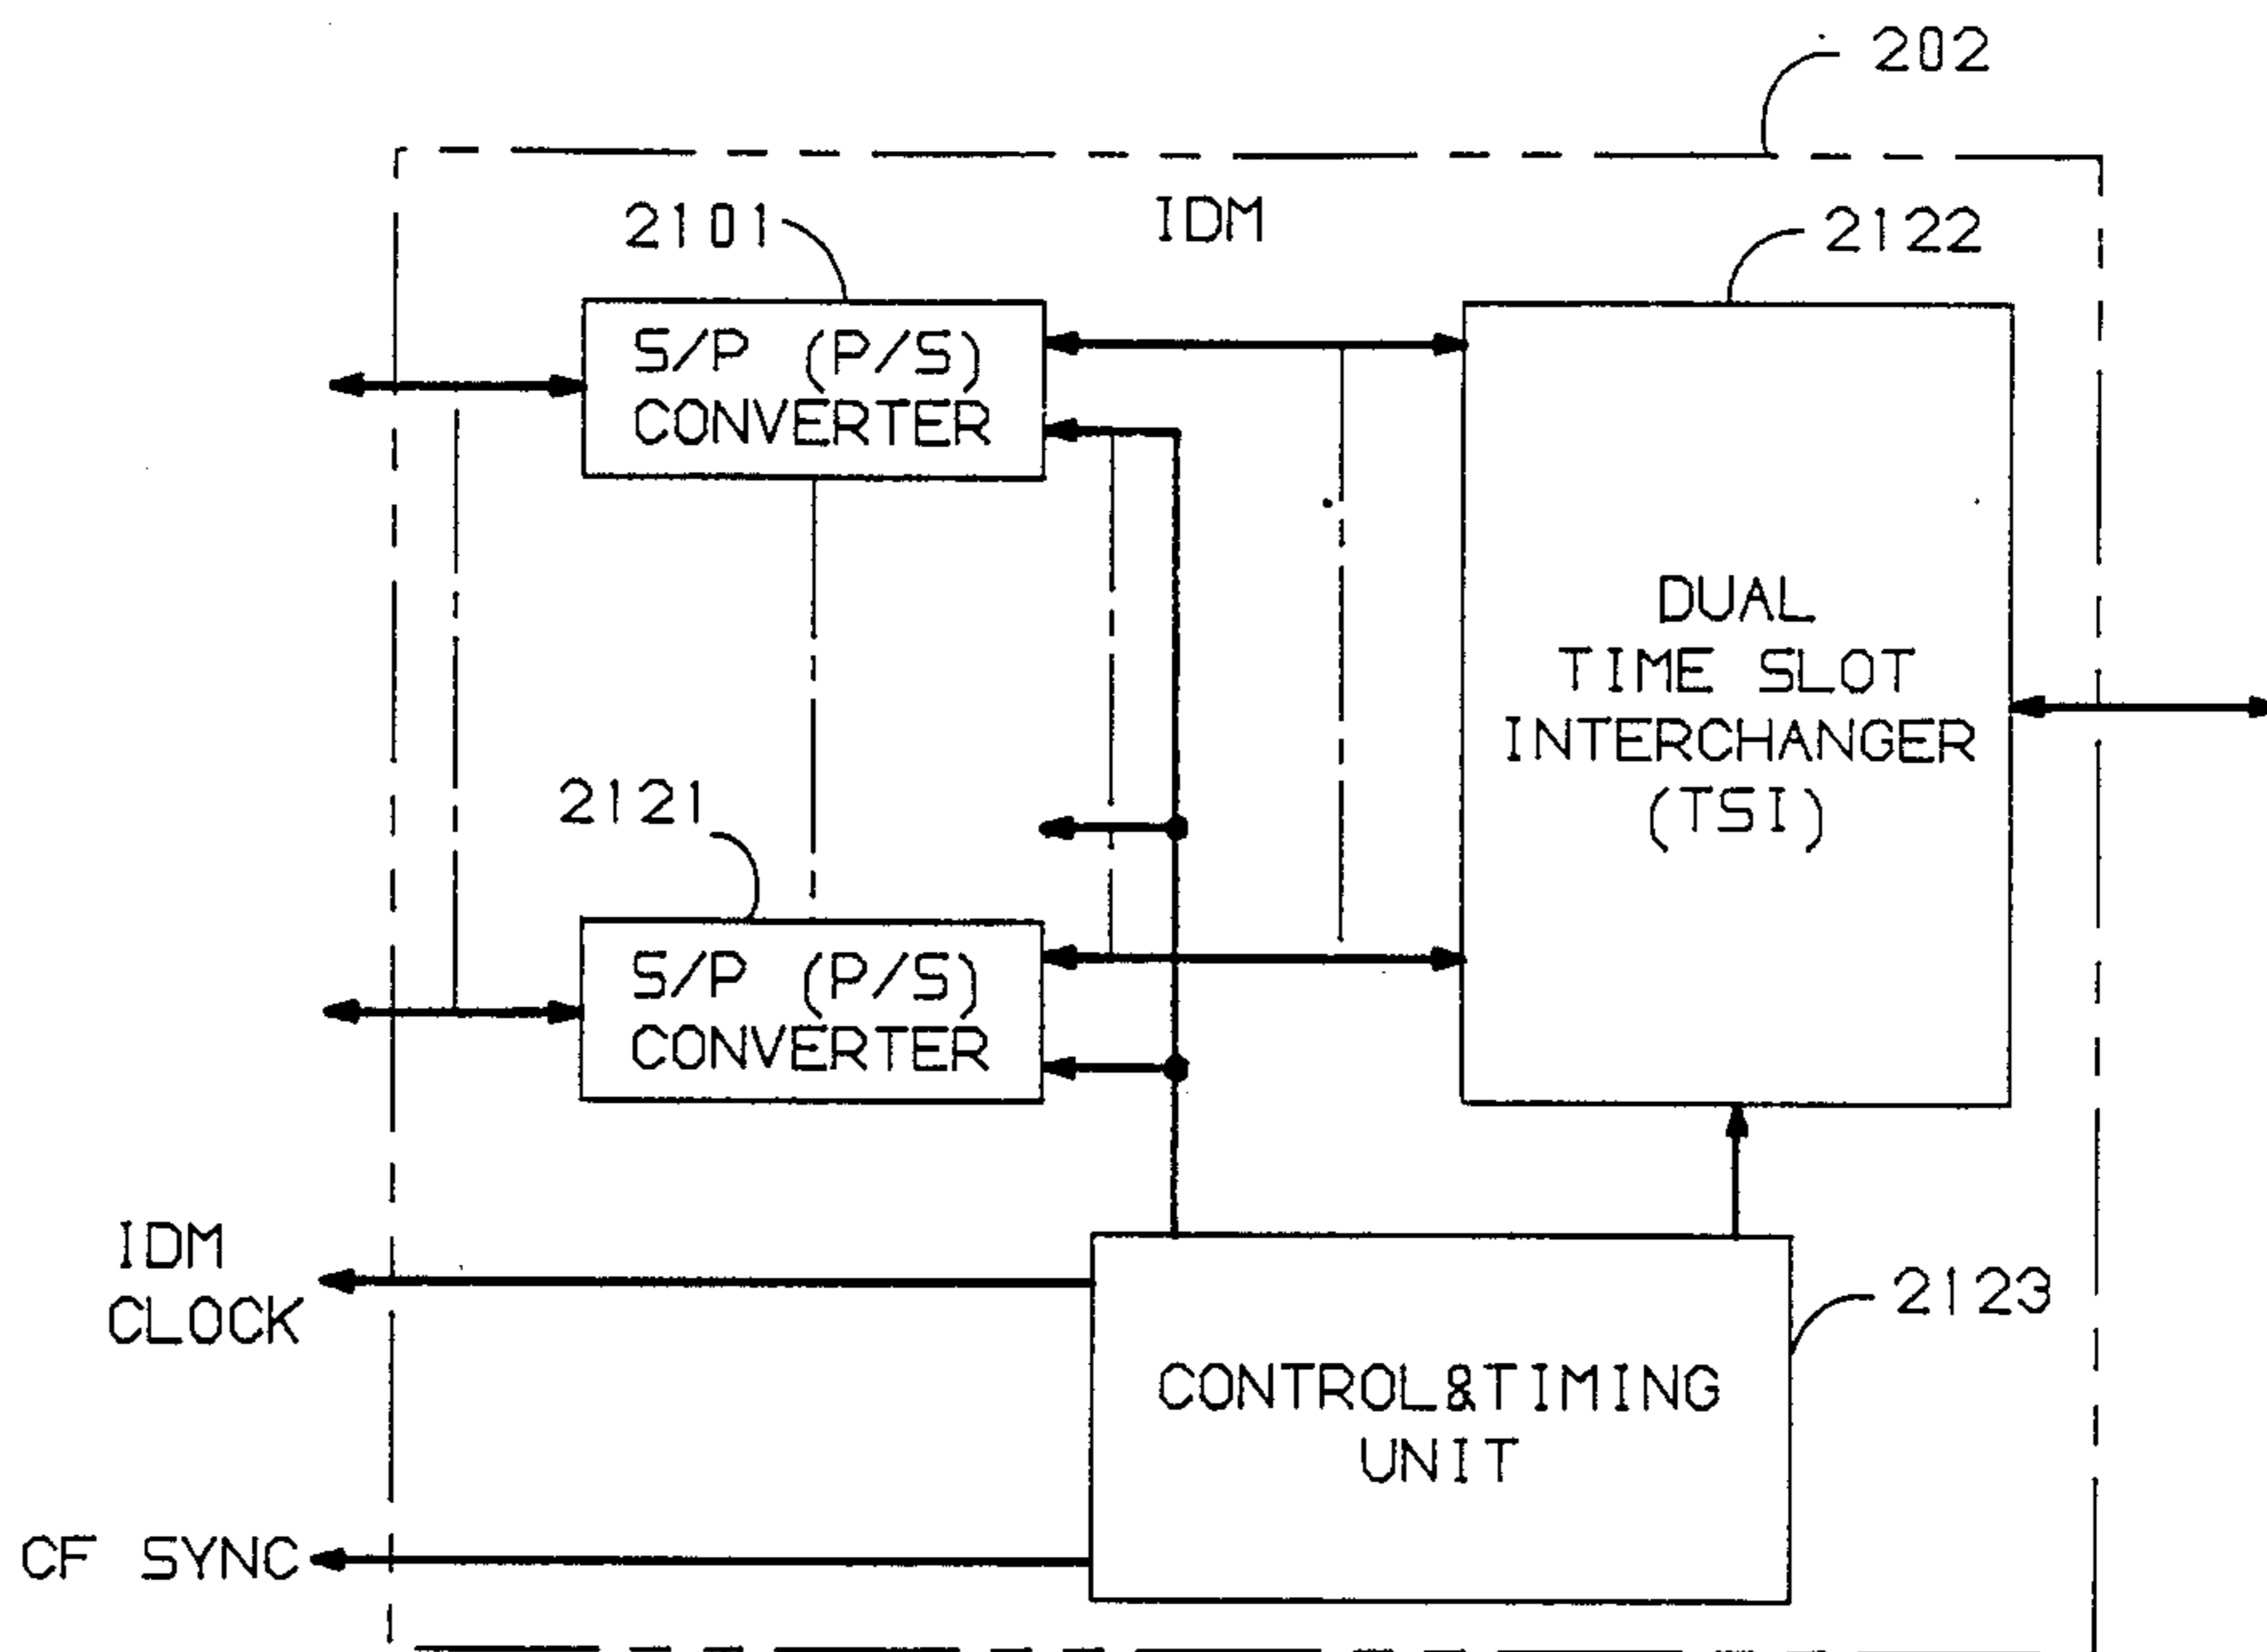 202
IDM
2101
2122
S/P (P/S)
CONVERTER
DUAL
TIME SLOT
INTERCHANGER
(TSI)
2121
S/P (P/S)
CONVERTER
IDM
CLOCK
2123
CONTROL&TIMING
UNIT
CF SYNC